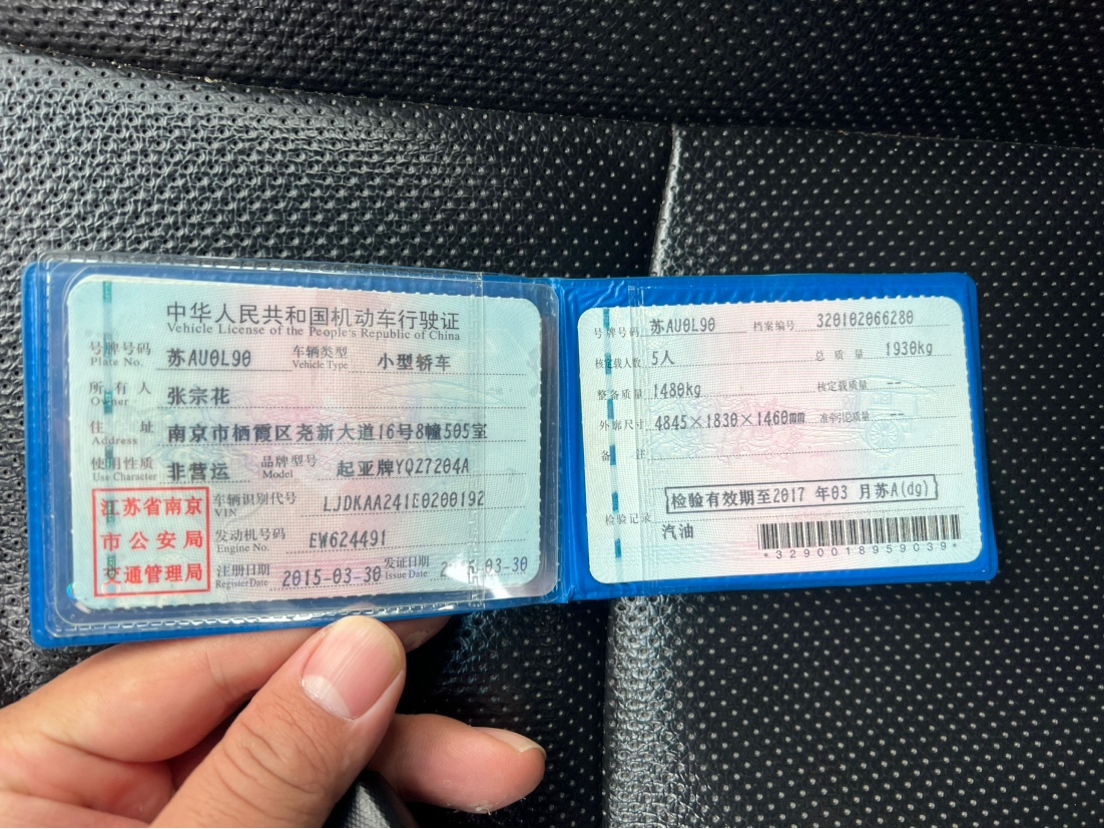 中华人民共和国机动车行驶证
Vehicle License of the People's Republic of China
号牌号码 苏AU0L90 车辆类型 小型轿车
Plate No. Vehicle Type
所有人 张宗花
Owner
住址 南京市栖霞区尧新大道16号8幢505室
Address
使用性质 非营运 品牌型号 起亚牌YQZ7204A
Use Character Model
江苏省南京
市公安局
交通管理局
车辆识别代号 LJDKAA241E0200192
VIN
发动机号码 EW624491
Engine No.
注册日期 2015-03-30 发证日期 03-30
Register Date Issue Date
号牌号码 苏AU0L90 档案编号 320102066280
核定载人数 5人 总质量 1930kg
整备质量 1480kg 核定载质量 --
外廓尺寸 4845×1830×1460mm 准牵引总质量 --
备注
检验有效期至2017 年03 月苏A(dg)
检验记录
汽油
*3290018959039*